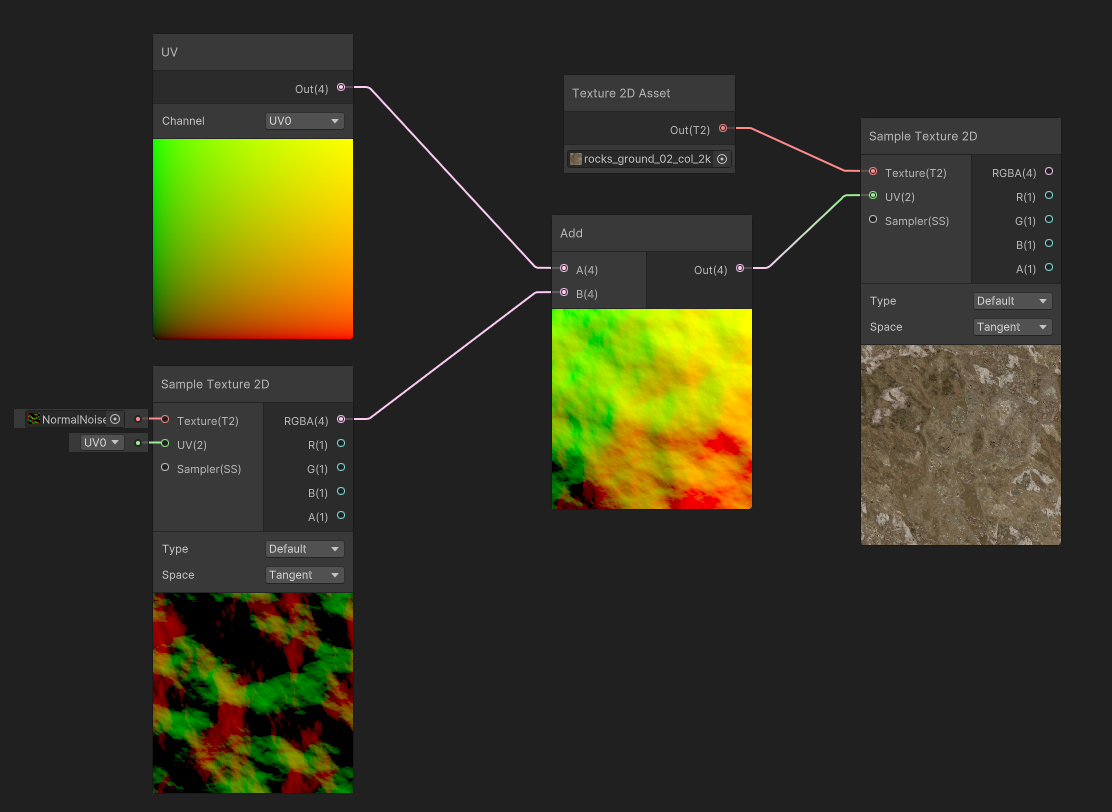 UV
Out(4)
Channel
UV0
Sample Texture 2D
NormalNoise
Texture(T2)
RGBA(4)
UV0
UV(2)
R(1)
Sampler(SS)
G(1)
B(1)
A(1)
Type
Default
Space
Tangent
Texture 2D Asset
Out(T2)
rocks_ground_02_col_2k
Add
A(4)
Out(4)
B(4)
Sample Texture 2D
Texture(T2)
RGBA(4)
UV(2)
R(1)
Sampler(SS)
G(1)
B(1)
A(1)
Type
Default
Space
Tangent